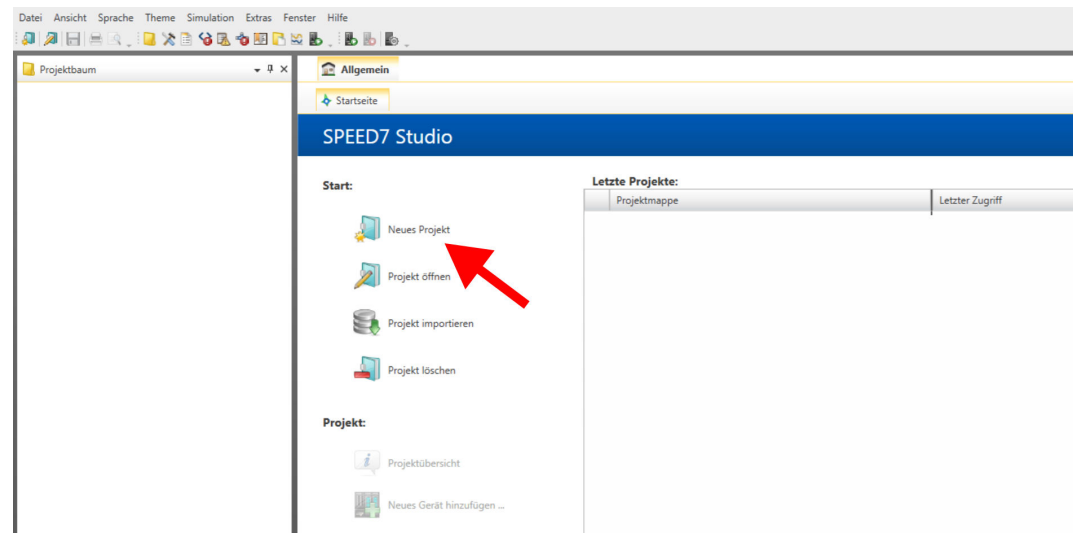 Datei Ansicht Sprache Theme Simulation Extras Fenster Hilfe
Projektbaum
Allgemein
Startseite
SPEED7 Studio
Start:
Letzte Projekte:
Projektmappe Letzter Zugriff
Neues Projekt
Projekt öffnen
Projekt importieren
Projekt löschen
Projekt:
Projektübersicht
Neues Gerät hinzufügen ...